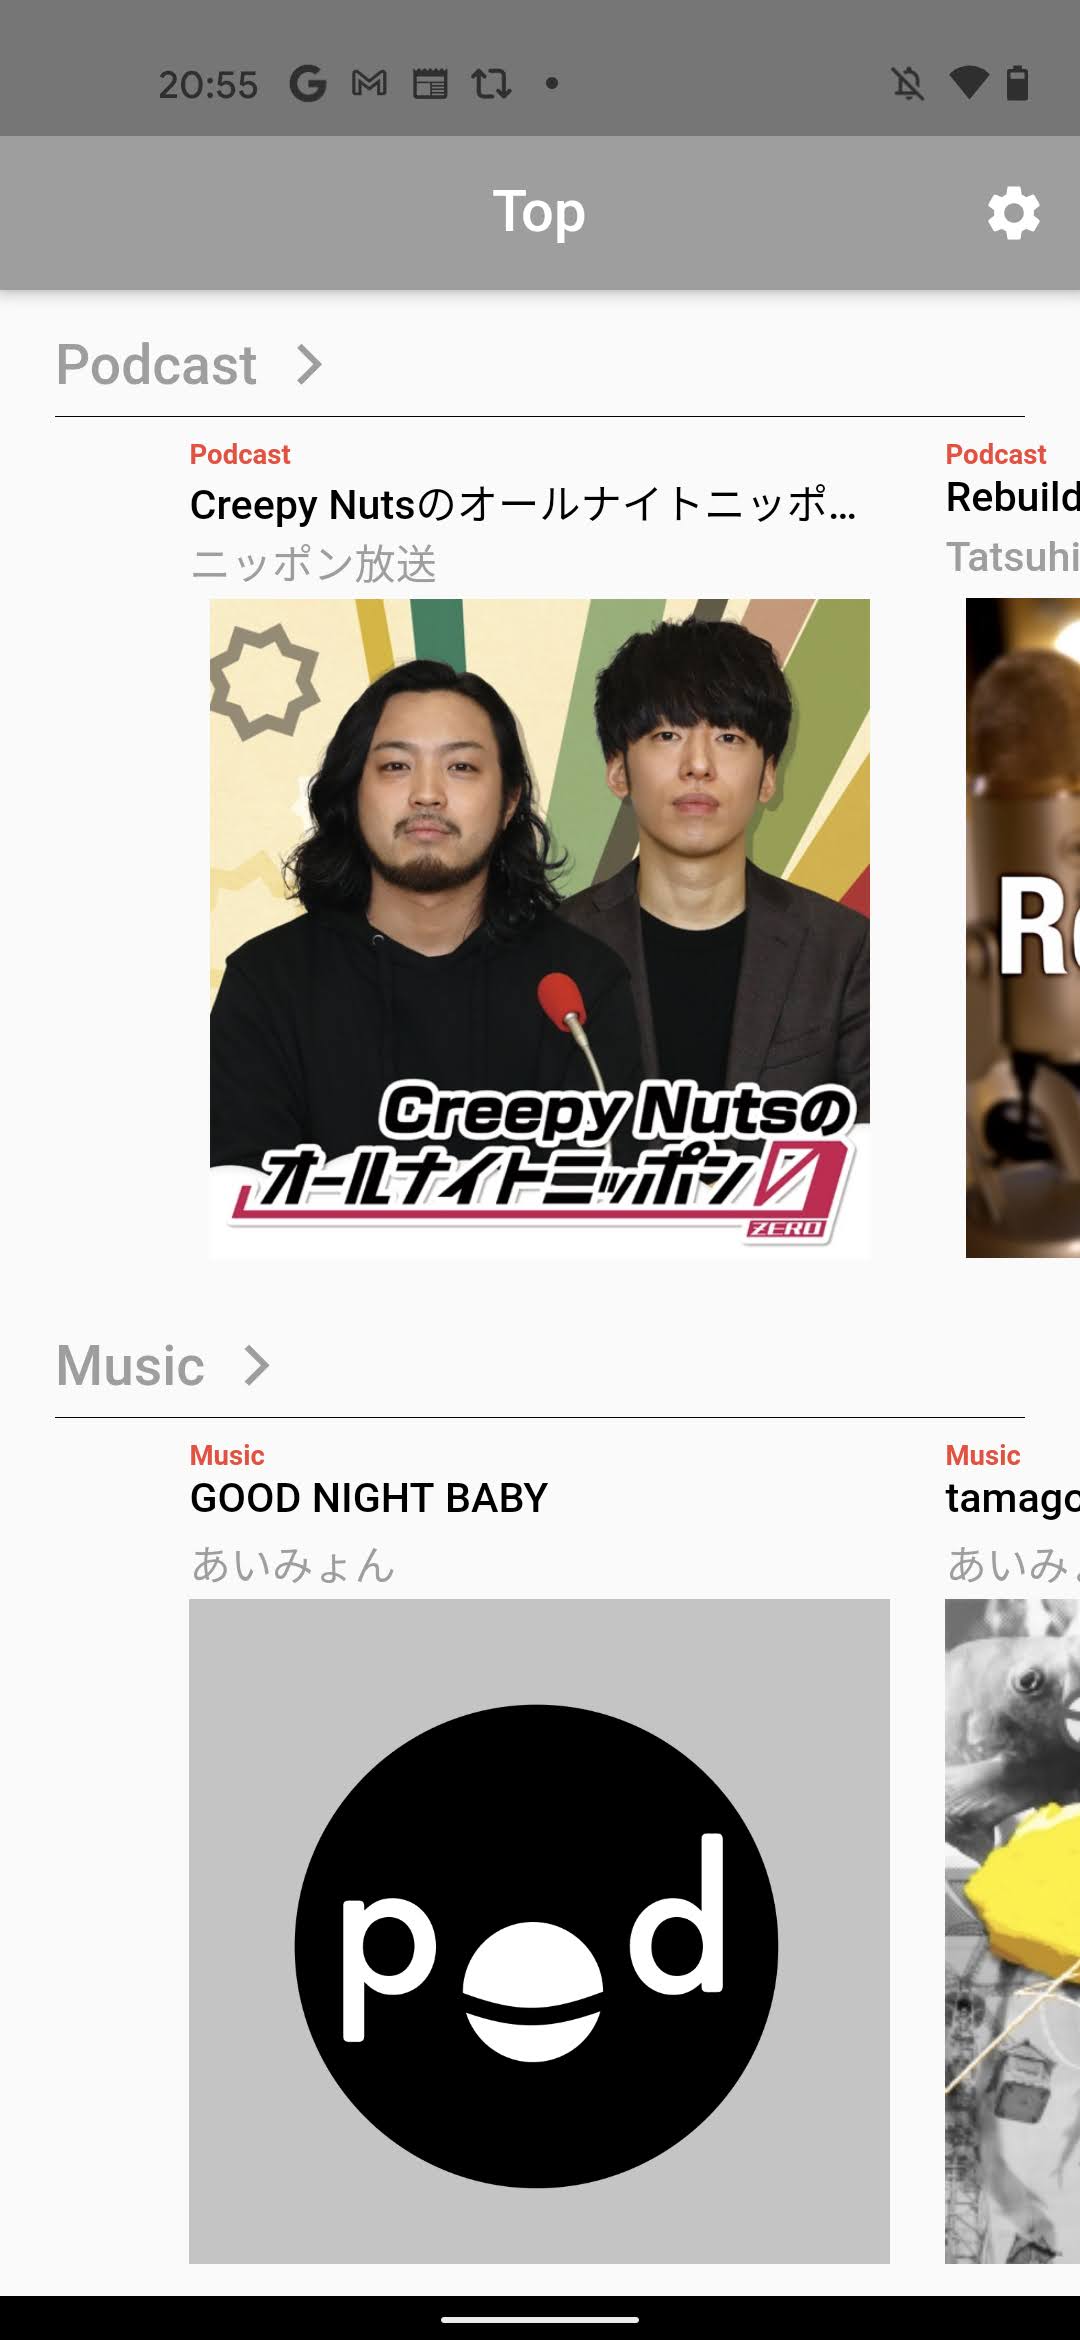 20:55
Top
Podcast
Podcast
Creepy Nutsのオールナイトニッポ...
ニッポン放送
Podcast
Rebuild
Tatsuhi
Creepy Nutsの
オールナイトニッポン0
ZERO
Re
Music
Music
GOOD NIGHT BABY
あいみょん
Music
tamago
あいみょ
pod